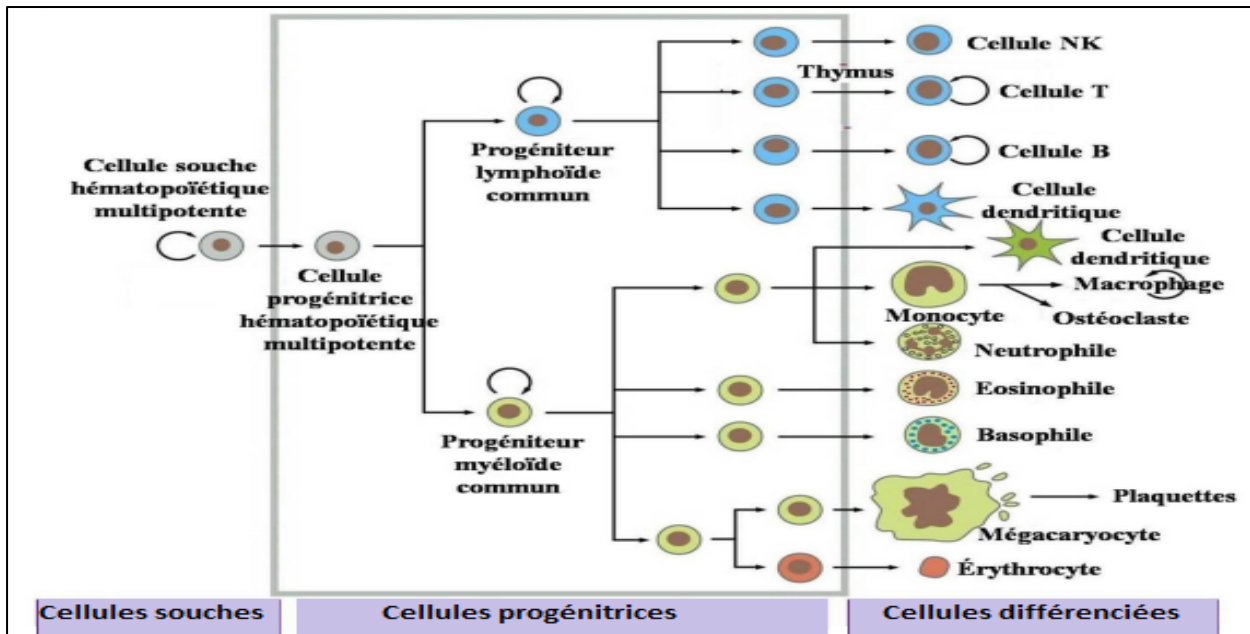 Cellule NK
Thymus
Cellule T
Cellule B
Cellule
dendritique
Progéniteur
lymphoïde
commun
Cellule souche
hématopoïétique
multipotente
Cellule
progénitrice
hématopoïétique
multipotente
Cellule
dendritique
Macrophage
Monocyte
Ostéoclaste
Neutrophile
Eosinophile
Basophile
Progéniteur
myéloïde
commun
Plaquettes
Mégacaryocyte
Érythrocyte
Cellules souches
Cellules progénitrices
Cellules différenciées